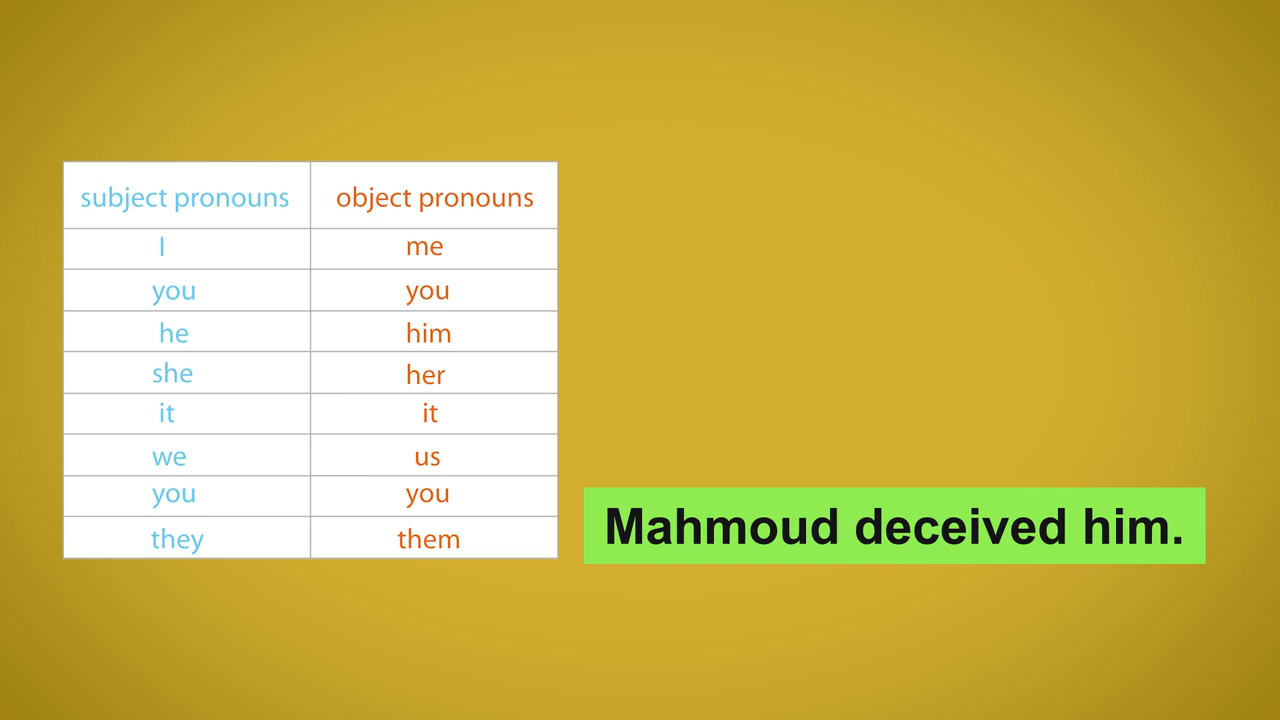 subject pronouns object pronouns
I me
you you
he him
she her
it it
we us
you you
they them
Mahmoud deceived him.